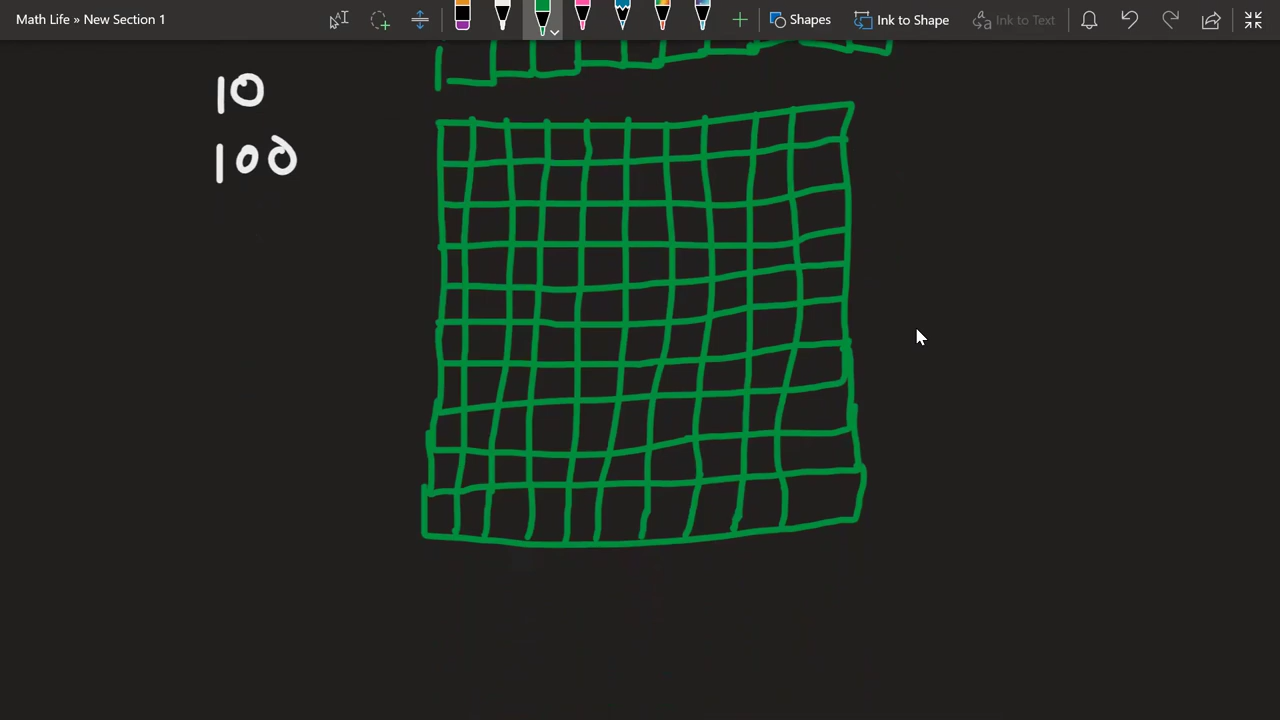 Math Life » New Section 1
Shapes
Ink to Shape
Ink to Text
10
100